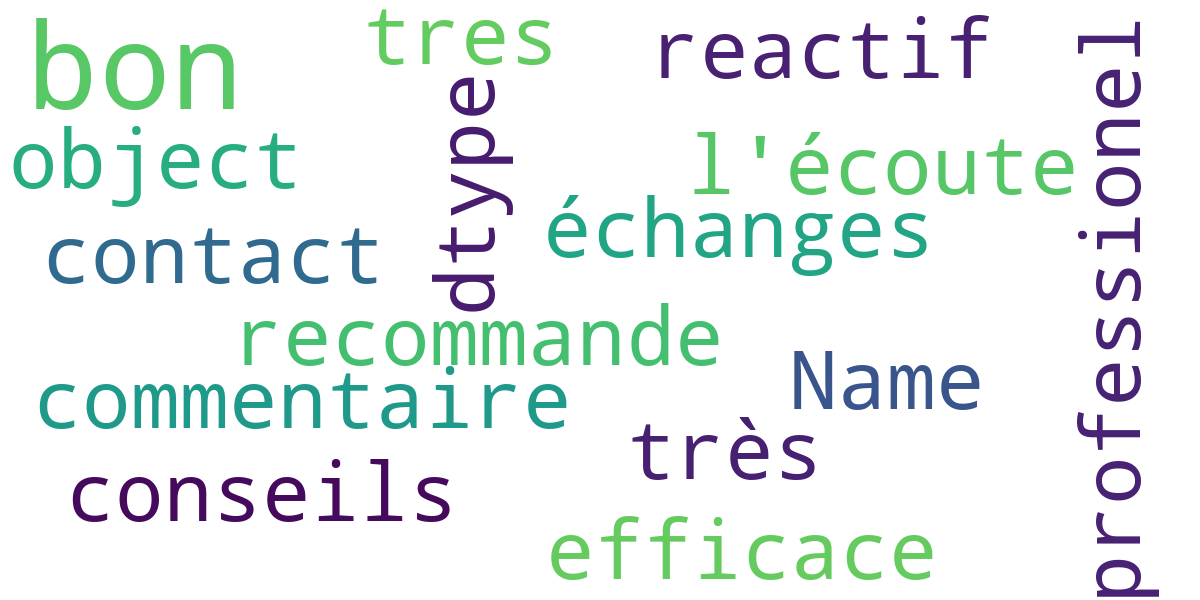 bon
tres
reactif
professionel
dtype
object
l'écoute
échanges
contact
recommande
Name
commentaire
très
conseils
efficace